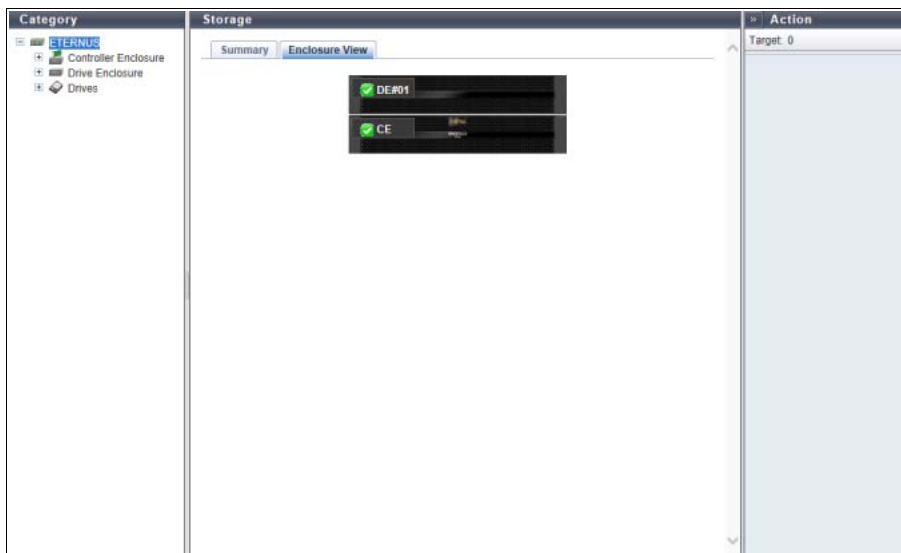 Category
ETERNUS
Controller Enclosure
Drive Enclosure
Drives
Storage
Summary
Enclosure View
DE#01
CE
» Action
Target: 0